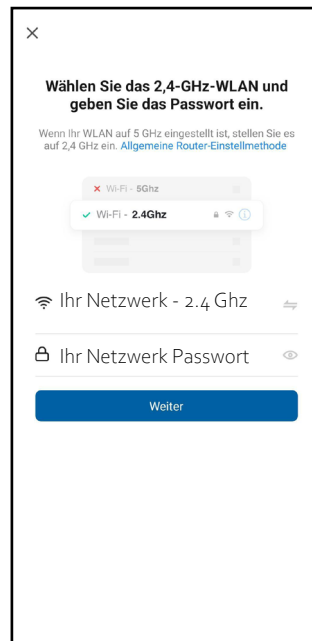 Wählen Sie das 2,4-GHz-WLAN und
geben Sie das Passwort ein.
Wenn Ihr WLAN auf 5 GHz eingestellt ist, stellen Sie es
auf 2,4 GHz ein. Allgemeine Router-Einstellmethode
Wi-Fi - 5Ghz
Wi-Fi - 2.4Ghz
Ihr Netzwerk - 2.4 Ghz
Ihr Netzwerk Passwort
Weiter